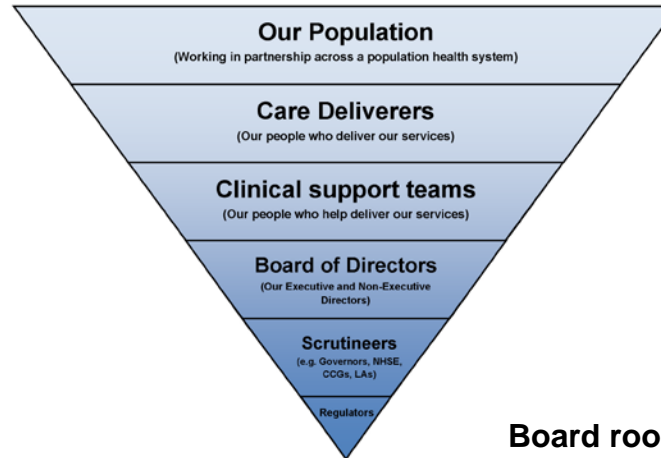 Our Population
(Working in partnership across a population health system)
Care Deliverers
(Our people who deliver our services)
Clinical support teams
(Our people who help deliver our services)
Board of Directors
(Our Executive and Non-Executive
Directors)
Scrutineers
(e.g. Governors, NHSE,
CCGs, LAs)
Regulators
Board roo